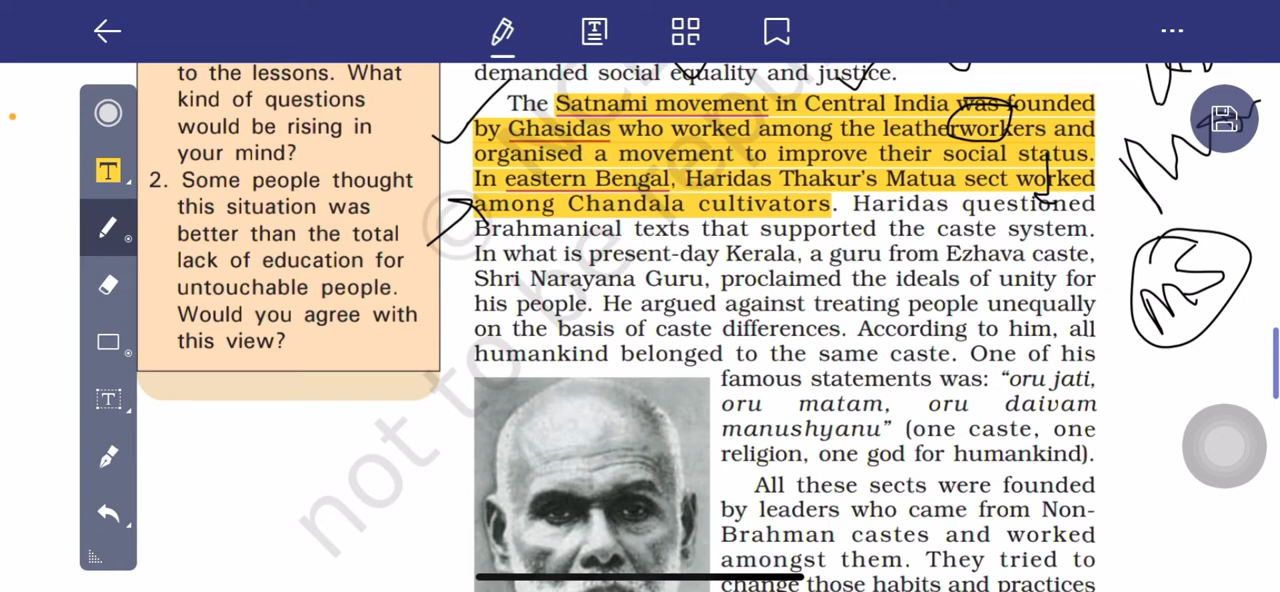 to the lessons. What
kind of questions
would be rising in
your mind?
2. Some people thought
this situation was
better than the total
lack of education for
untouchable people.
Would you agree with
this view?
demanded social equality and justice.
The Satnami movement in Central India was founded
by Ghasidas who worked among the leatherworkers and
organised a movement to improve their social status.
In eastern Bengal, Haridas Thakur's Matua sect worked
among Chandala cultivators. Haridas questioned
Brahmanical texts that supported the caste system.
In what is present-day Kerala, a guru from Ezhava caste,
Shri Narayana Guru, proclaimed the ideals of unity for
his people. He argued against treating people unequally
on the basis of caste differences. According to him, all
humankind belonged to the same caste. One of his
famous statements was: "oru jati,
oru matam, oru daivam
manushyanu" (one caste, one
religion, one god for humankind).
All these sects were founded
by leaders who came from Non-
Brahman castes and worked
amongst them. They tried to
change those habits and practices
not to be